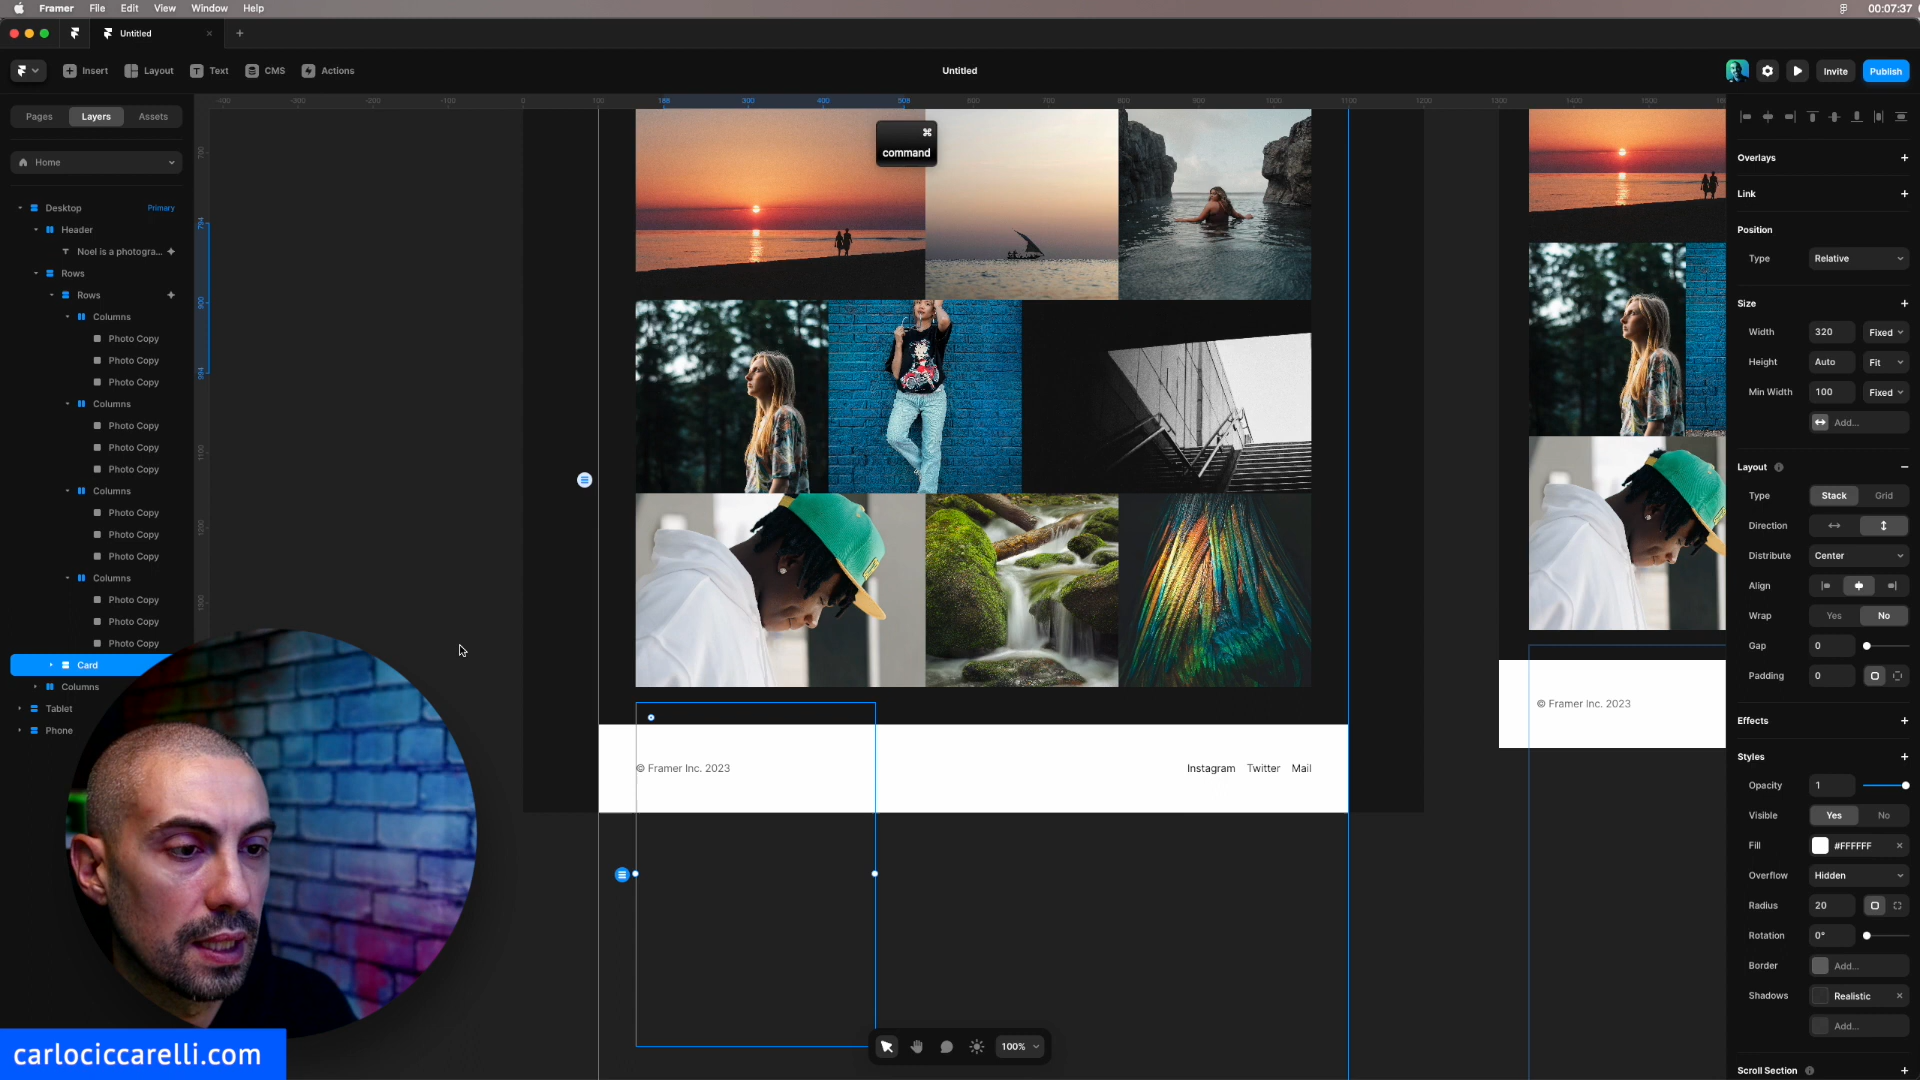 Framer File Edit View Window Help 00:07:37
Untitled
Insert Layout Text CMS Actions Untitled Invite Publish
Pages Layers Assets
Home
Desktop Primary
Header
Noel is a photogra...
Rows
Rows
Columns
Photo Copy
Photo Copy
Photo Copy
Columns
Photo Copy
Photo Copy
Photo Copy
Columns
Photo Copy
Photo Copy
Photo Copy
Columns
Photo Copy
Photo Copy
Photo Copy
Card
Columns
Tablet
Phone
⌘
command
© Framer Inc. 2023 Instagram Twitter Mail
© Framer Inc. 2023
100%
Overlays
Link
Position
Type Relative
Size
Width 320 Fixed
Height Auto Fit
Min Width 100 Fixed
Add...
Layout
Type Stack Grid
Direction
Distribute Center
Align
Wrap Yes No
Gap 0
Padding 0
Effects
Styles
Opacity 1
Visible Yes No
Fill #FFFFFF
Overflow Hidden
Radius 20
Rotation 0°
Border Add...
Shadows Realistic
Add...
Scroll Section
carlociccarelli.com